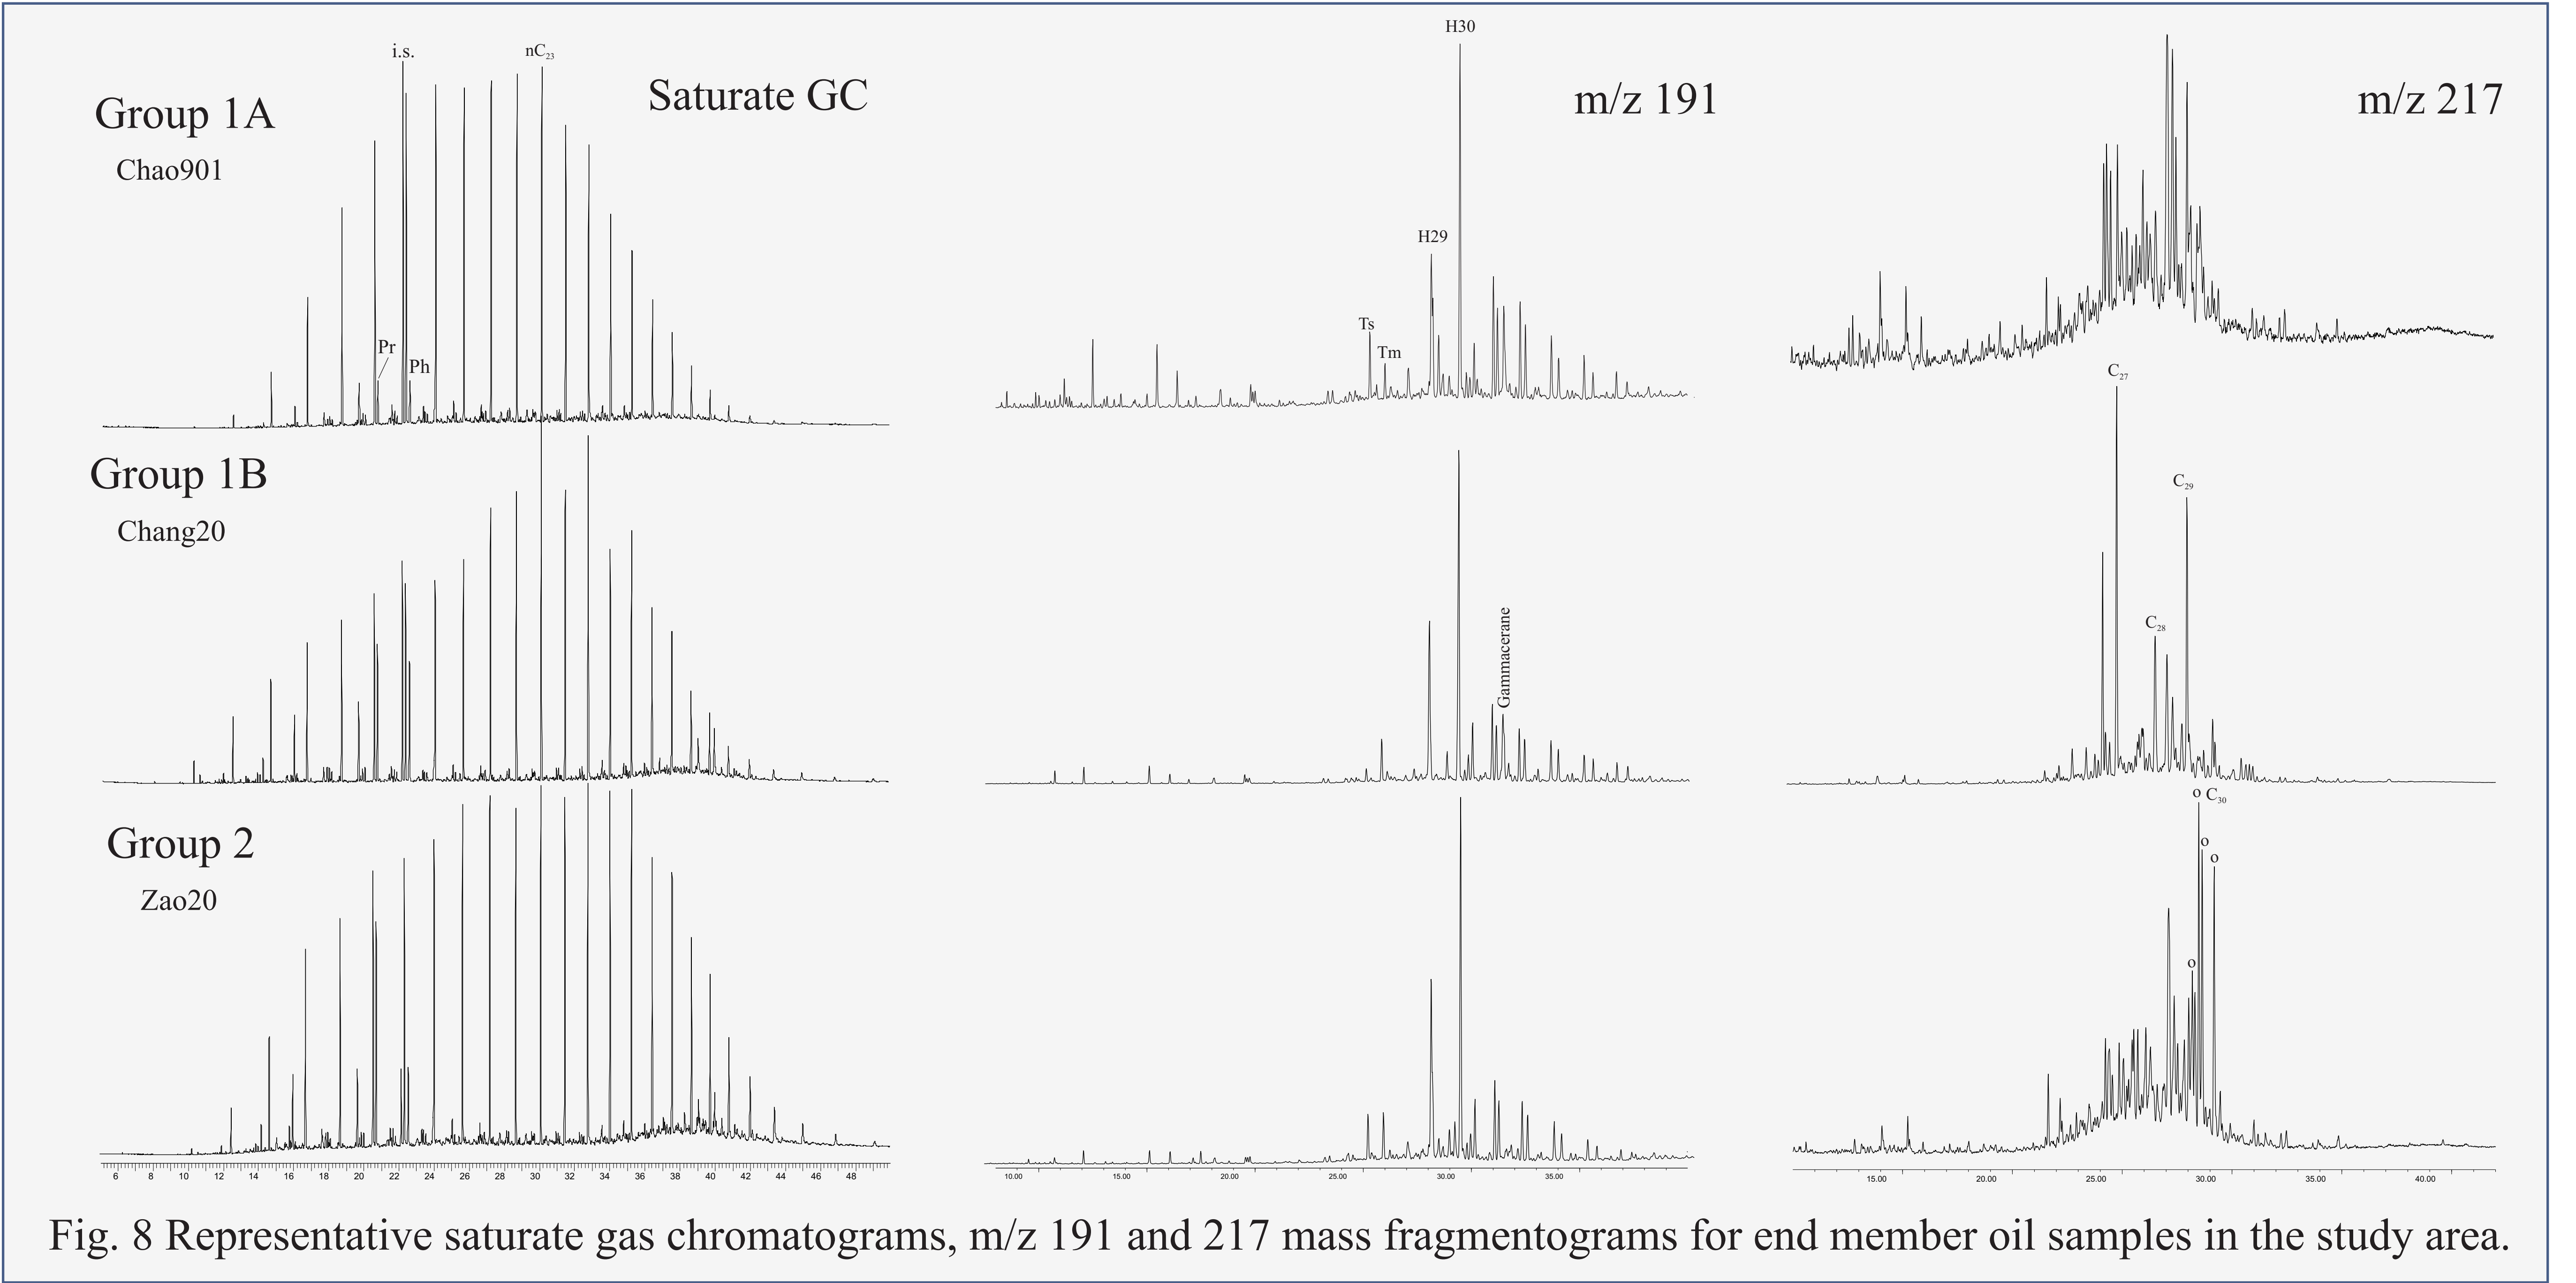 H30
i.s.
nC23
Saturate GC
m/z 191
m/z 217
Group 1A
Chao901
H29
Ts
Tm
Pr
Ph
C27
Group 1B
Chang20
C29
C28
Gammacerane
o C30
o
o
o
Group 2
Zao20
6 8 10 12 14 16 18 20 22 24 26 28 30 32 34 36 38 40 42 44 46 48
10.00 15.00 20.00 25.00 30.00 35.00
15.00 20.00 25.00 30.00 35.00 40.00
Fig. 8 Representative saturate gas chromatograms, m/z 191 and 217 mass fragmentograms for end member oil samples in the study area.